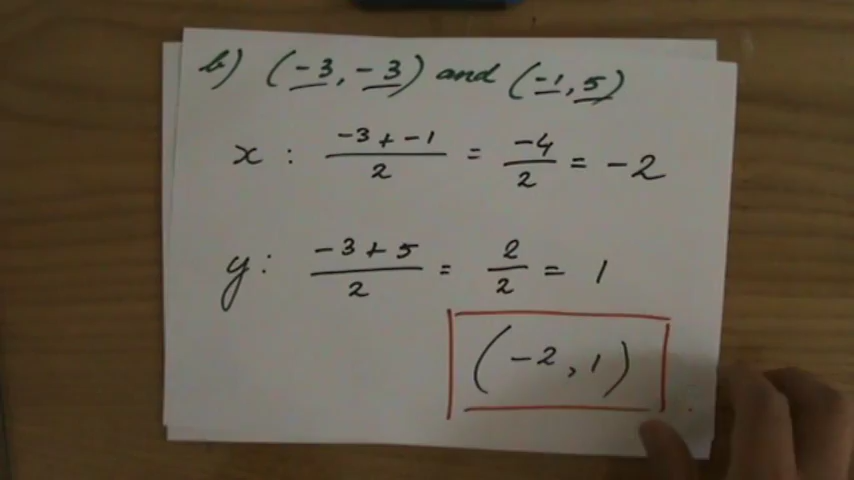 b) (-3, -3) and (-1, 5)
x : -3 + -1 / 2 = -4 / 2 = -2
y : -3 + 5 / 2 = 2 / 2 = 1
(-2, 1)